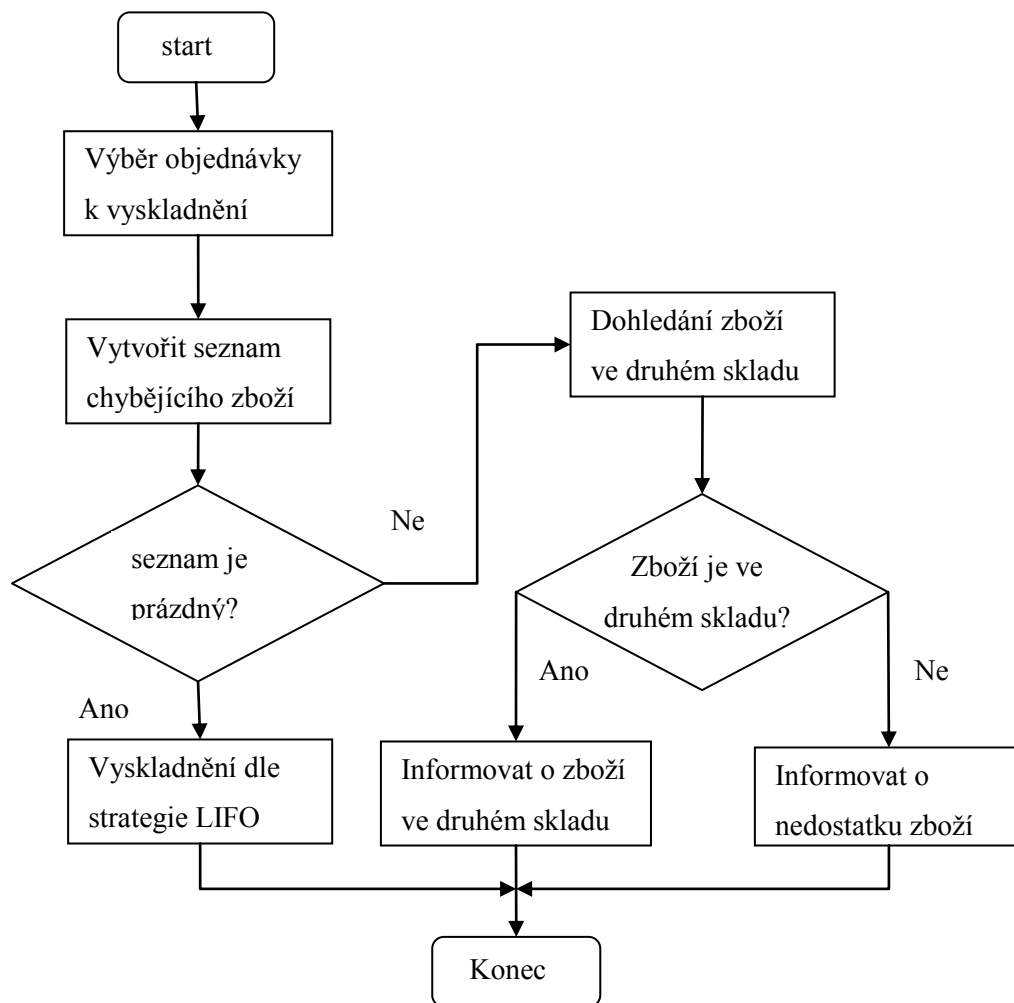 start
Výběr objednávky
k vyskladnění
Vytvořit seznam
chybějícího zboží
Dohledání zboží
ve druhém skladu
Ne
seznam je
prázdný?
Zboží je ve
druhém skladu?
Ano
Ne
Ano
Vyskladnění dle
strategie LIFO
Informovat o zboží
ve druhém skladu
Informovat o
nedostatku zboží
Konec